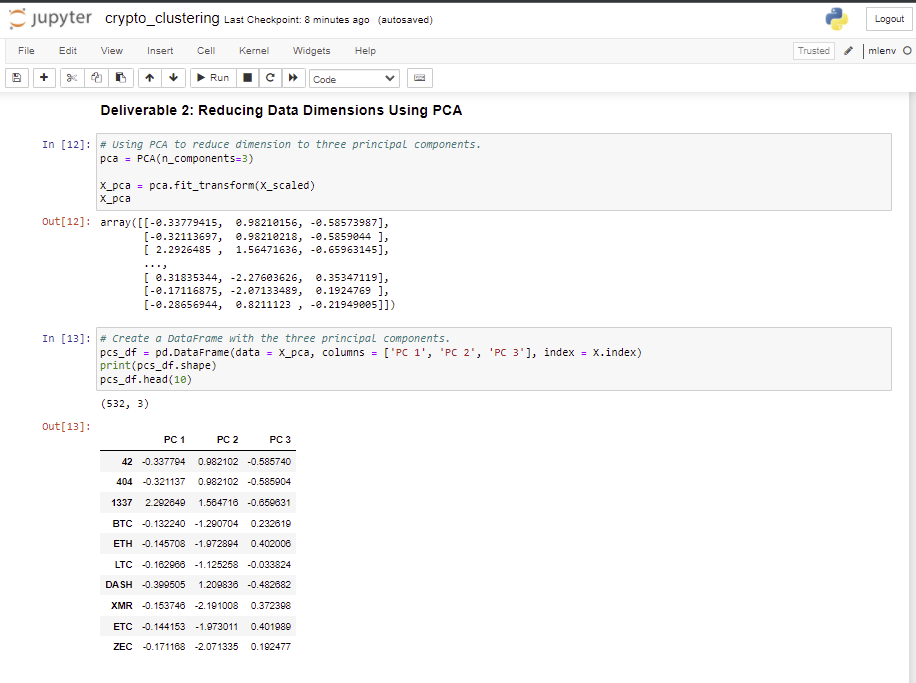 jupyter crypto_clustering Last Checkpoint: 8 minutes ago (autosaved) Logout
File Edit View Insert Cell Kernel Widgets Help Trusted mlenv
Run Code
Deliverable 2: Reducing Data Dimensions Using PCA
In [12]: # Using PCA to reduce dimension to three principal components.
pca = PCA(n_components=3)
X_pca = pca.fit_transform(X_scaled)
X_pca
Out[12]: array([[-0.33779415, 0.98210156, -0.58573987],
[-0.32113697, 0.98210218, -0.5859044 ],
[ 2.2926485 , 1.56471636, -0.65963145],
...,
[ 0.31835344, -2.27603626, 0.35347119],
[-0.17116875, -2.07133489, 0.1924769 ],
[-0.28656944, 0.8211123 , -0.21949005]])
In [13]: # Create a DataFrame with the three principal components.
pcs_df = pd.DataFrame(data = X_pca, columns = ['PC 1', 'PC 2', 'PC 3'], index = X.index)
print(pcs_df.shape)
pcs_df.head(10)
(532, 3)
Out[13]:
PC 1 PC 2 PC 3
42 -0.337794 0.982102 -0.585740
404 -0.321137 0.982102 -0.585904
1337 2.292649 1.564716 -0.659631
BTC -0.132240 -1.290704 0.232619
ETH -0.145708 -1.972894 0.402006
LTC -0.162966 -1.125258 -0.033824
DASH -0.399505 1.209836 -0.482682
XMR -0.153746 -2.191008 0.372398
ETC -0.144153 -1.973011 0.401989
ZEC -0.171168 -2.071335 0.192477